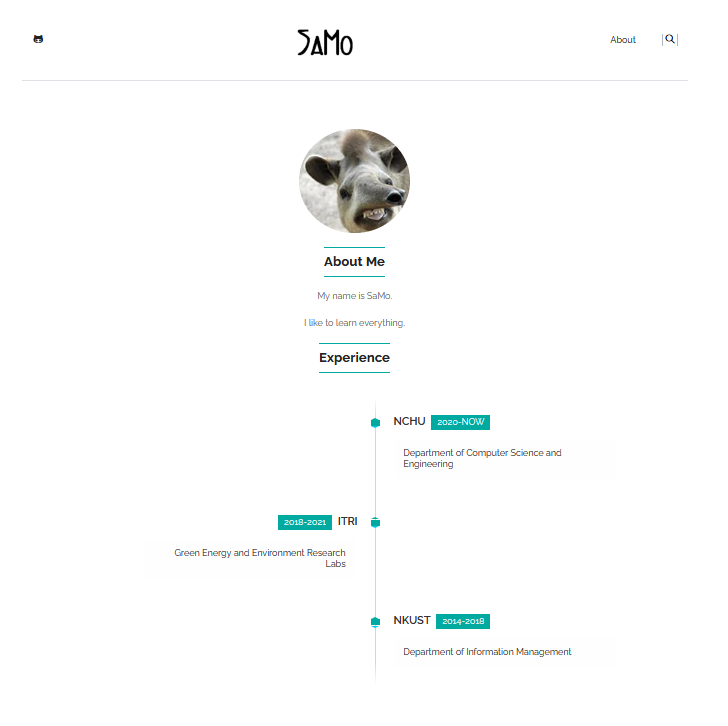 SaMo
About
About Me
My name is SaMo.
I like to learn everything.
Experience
NCHU 2020-NOW
Department of Computer Science and
Engineering
2018-2021 ITRI
Green Energy and Environment Research
Labs
NKUST 2014-2018
Department of Information Management